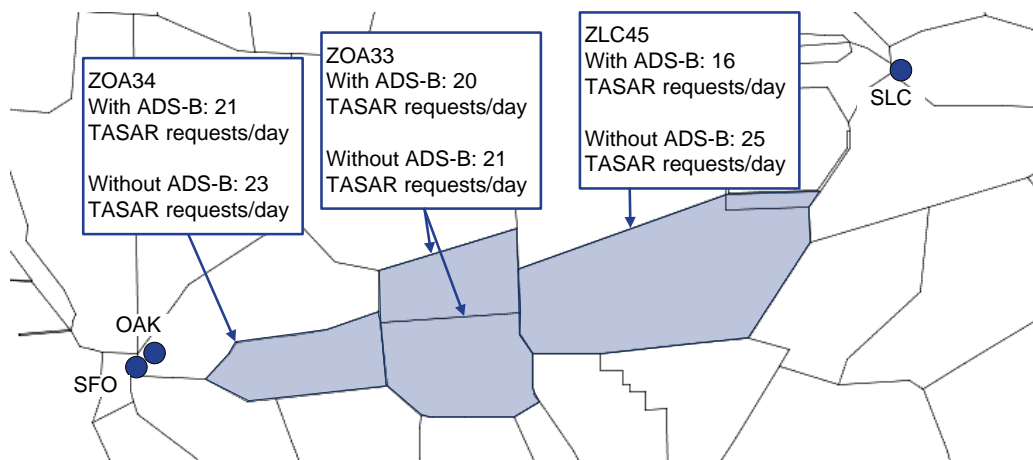 ZOA34
With ADS-B: 21
TASAR requests/day
Without ADS-B: 23
TASAR requests/day
ZOA33
With ADS-B: 20
TASAR requests/day
Without ADS-B: 21
TASAR requests/day
ZLC45
With ADS-B: 16
TASAR requests/day
Without ADS-B: 25
TASAR requests/day
SLC
OAK
SFO